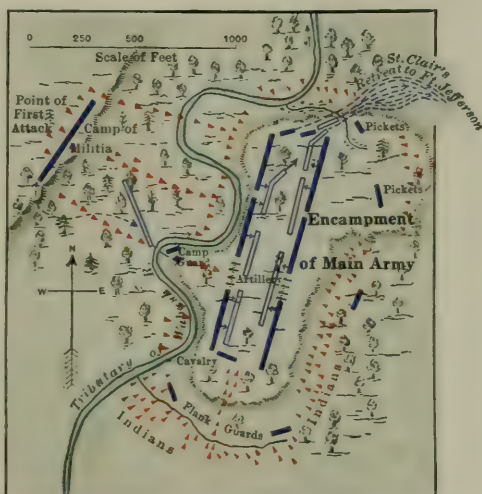 0 250 500 1000
Scale of Feet
St. Clair's
Retreat to Ft. Jefferson
Point of
First
Attack
Camp of
Militia
Pickets
Pickets
Encampment
of Main Army
N
W E
Camp
Artillery
Cavalry
Tributary of
Flank
Guards
Indians
Indians